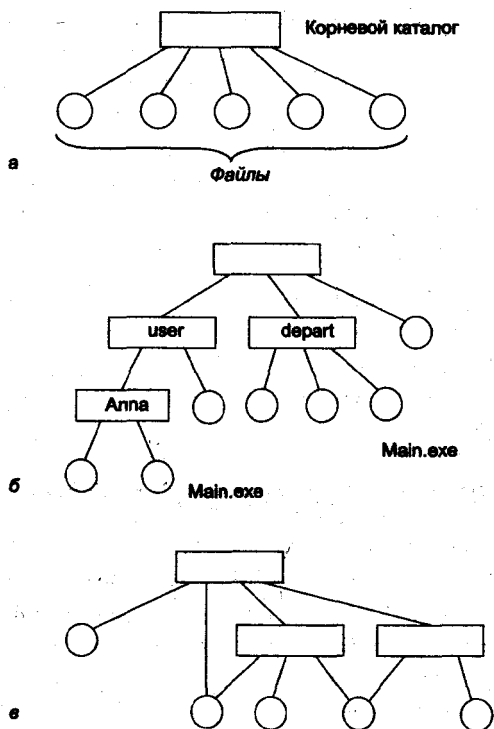 Корневой каталог
а
Файлы
user
depart
Anna
Main.exe
б
Main.exe
в